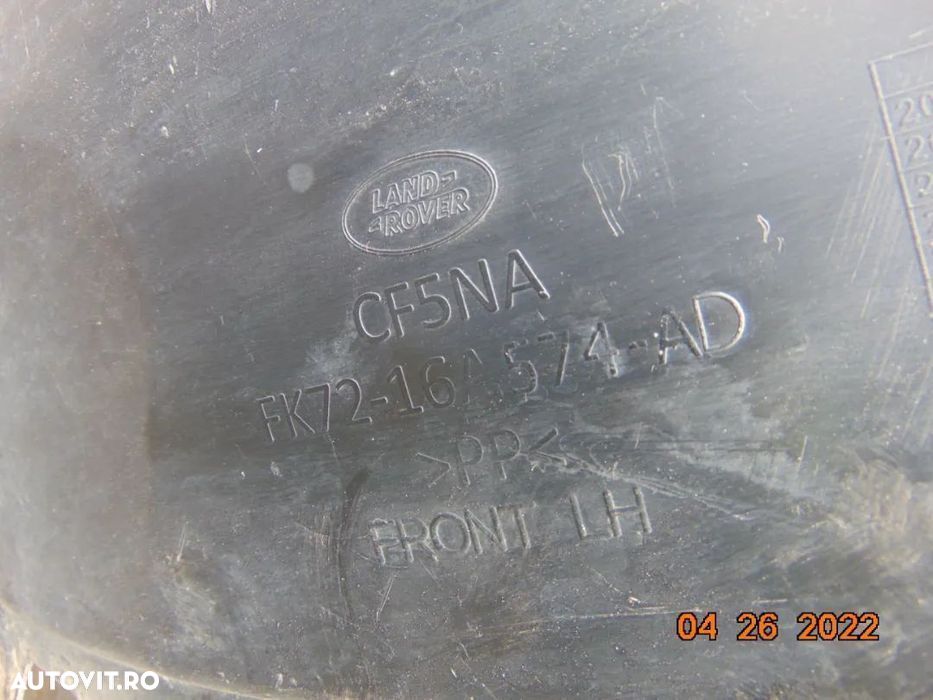 LAND-
-ROVER
CF5NA
FK72-16A574-AD
>PP<
FRONT LH
04 26 2022
AUTOVIT.RO